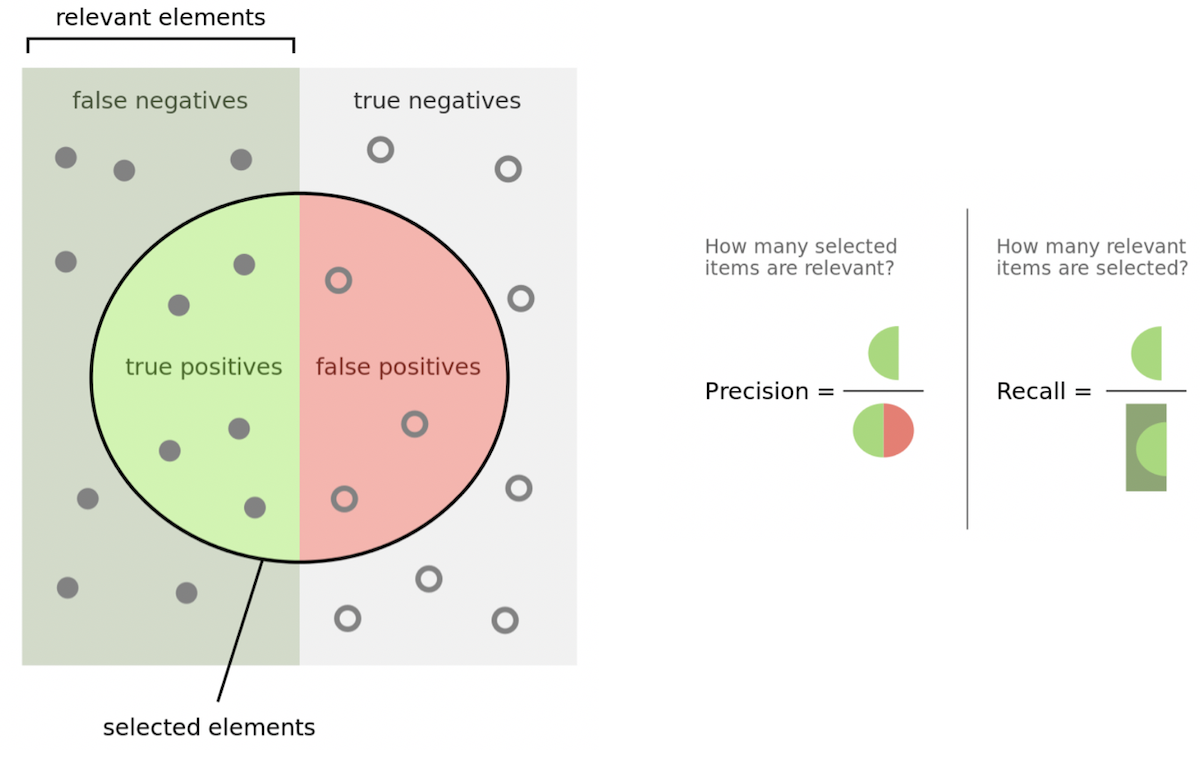 relevant elements
false negatives
true negatives
true positives
false positives
selected elements
How many selected
items are relevant?
Precision =
How many relevant
items are selected?
Recall =